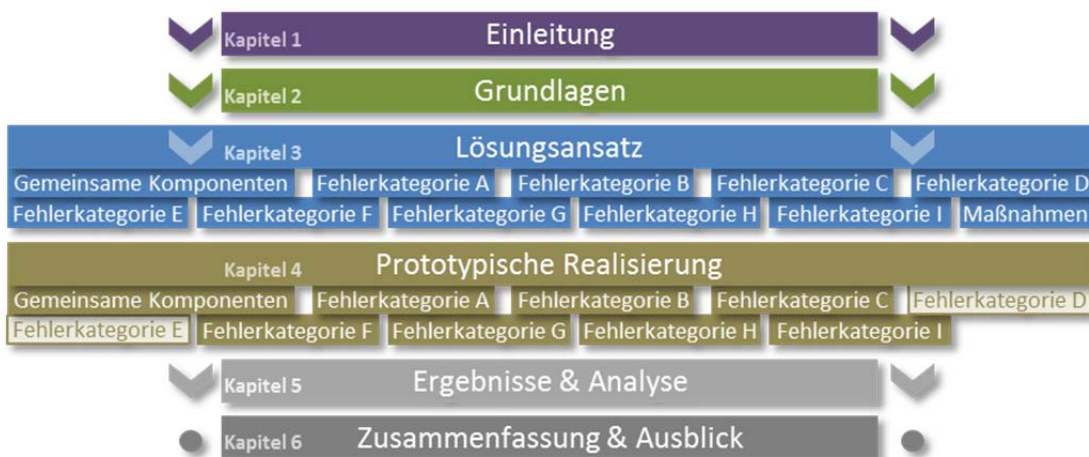 Kapitel 1 Einleitung
Kapitel 2 Grundlagen
Kapitel 3 Lösungsansatz
Gemeinsame Komponenten Fehlerkategorie A Fehlerkategorie B Fehlerkategorie C Fehlerkategorie D
Fehlerkategorie E Fehlerkategorie F Fehlerkategorie G Fehlerkategorie H Fehlerkategorie I Maßnahmen
Kapitel 4 Prototypische Realisierung
Gemeinsame Komponenten Fehlerkategorie A Fehlerkategorie B Fehlerkategorie C Fehlerkategorie D
Fehlerkategorie E Fehlerkategorie F Fehlerkategorie G Fehlerkategorie H Fehlerkategorie I
Kapitel 5 Ergebnisse & Analyse
Kapitel 6 Zusammenfassung & Ausblick